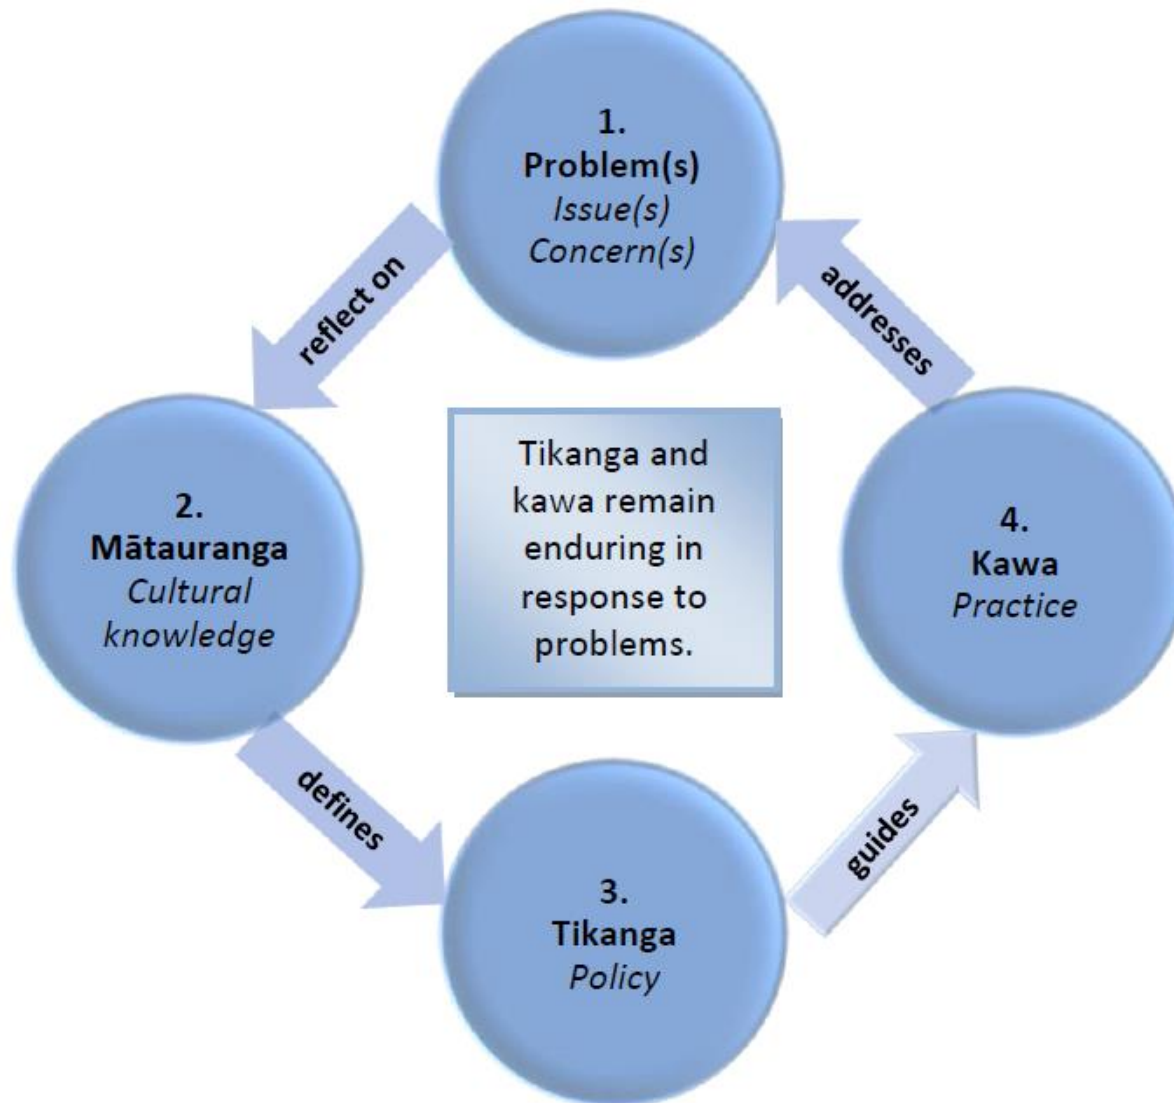 1.
Problem(s)
Issue(s)
Concern(s)
reflect on
2.
Mātauranga
Cultural
knowledge
defines
3.
Tikanga
Policy
guides
4.
Kawa
Practice
addresses
Tikanga and
kawa remain
enduring in
response to
problems.